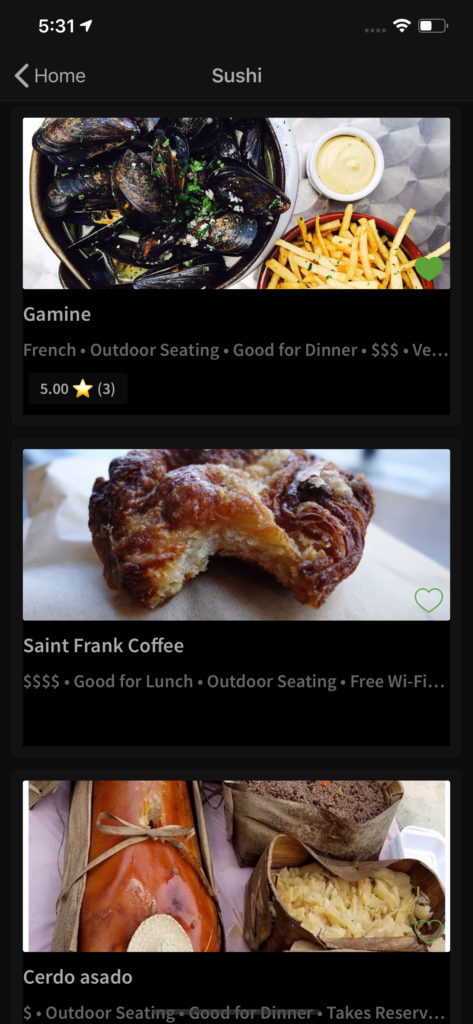 5:31
Home
Sushi
Gamine
French • Outdoor Seating • Good for Dinner • $$$ • Ve...
5.00 ⭐ (3)
Saint Frank Coffee
$$$$ • Good for Lunch • Outdoor Seating • Free Wi-Fi...
Cerdo asado
$ • Outdoor Seating • Good for Dinner • Takes Reserv...